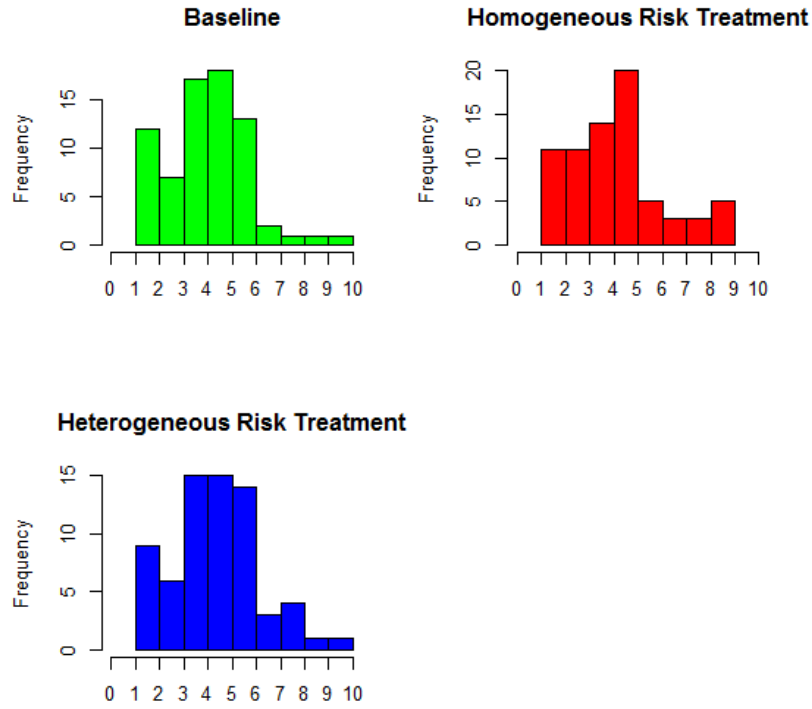 Baseline
Frequency
0 5 10 15
0 1 2 3 4 5 6 7 8 9 10
Homogeneous Risk Treatment
Frequency
0 5 10 15 20
0 1 2 3 4 5 6 7 8 9 10
Heterogeneous Risk Treatment
Frequency
0 5 10 15
0 1 2 3 4 5 6 7 8 9 10